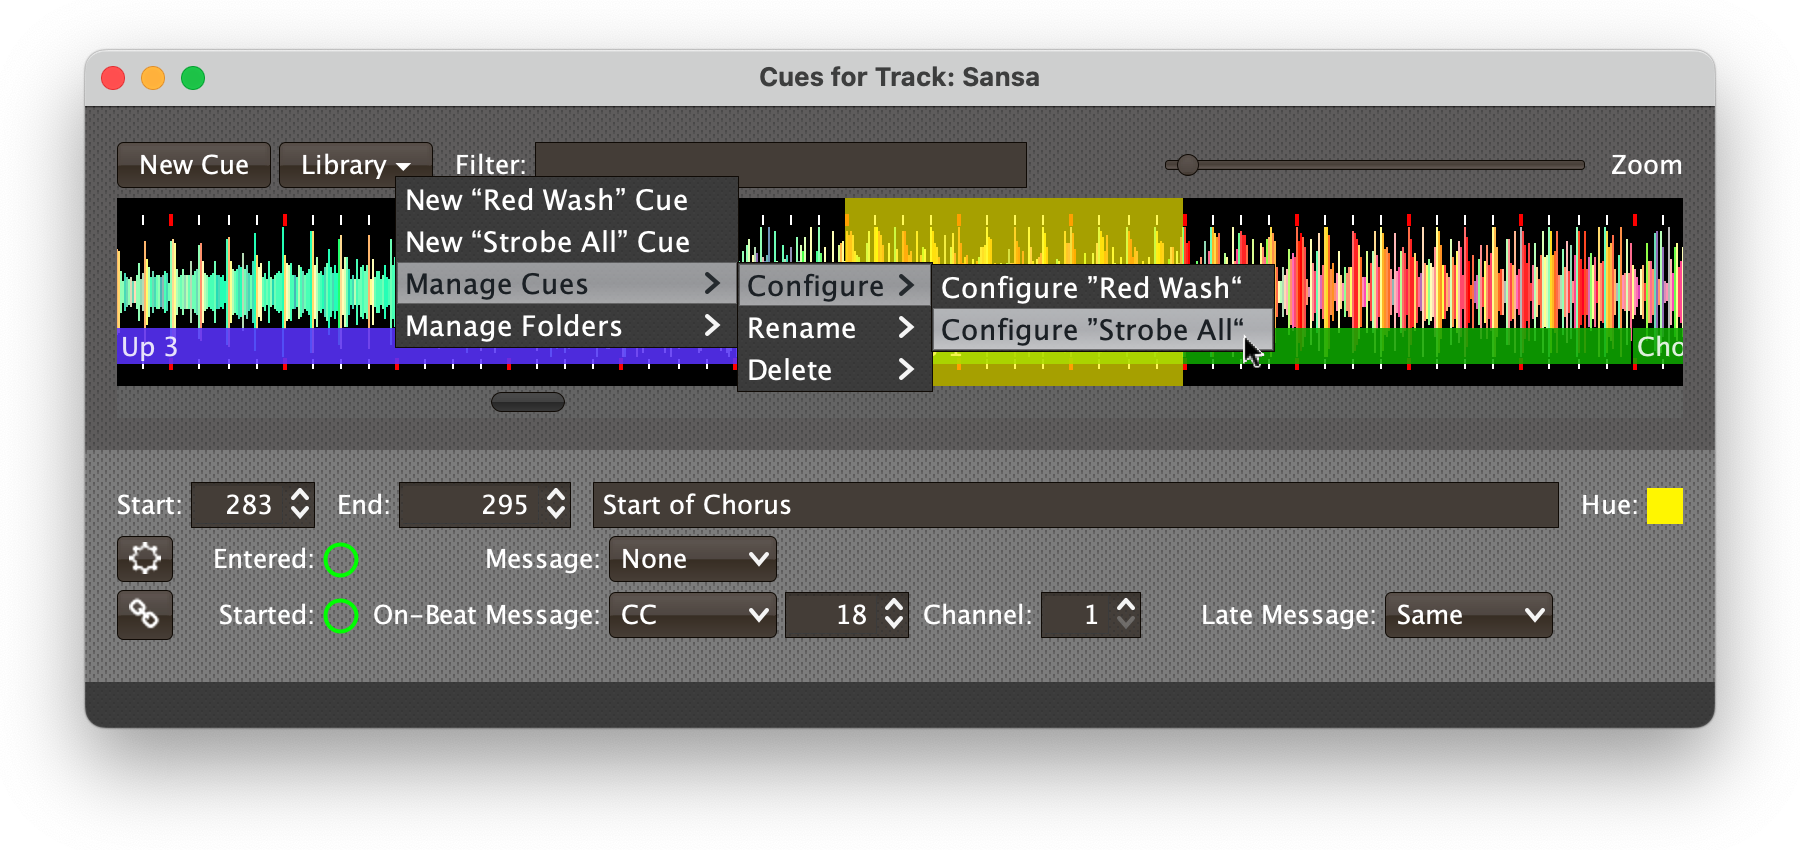 Cues for Track: Sansa
New Cue
Library
Filter:
Zoom
New “Red Wash” Cue
New “Strobe All” Cue
Manage Cues
Manage Folders
Configure
Rename
Delete
Configure ”Red Wash“
Configure ”Strobe All“
Up 3
Cho
Start: 283 End: 295 Start of Chorus Hue:
Entered: Message: None
Started: On-Beat Message: CC 18 Channel: 1 Late Message: Same